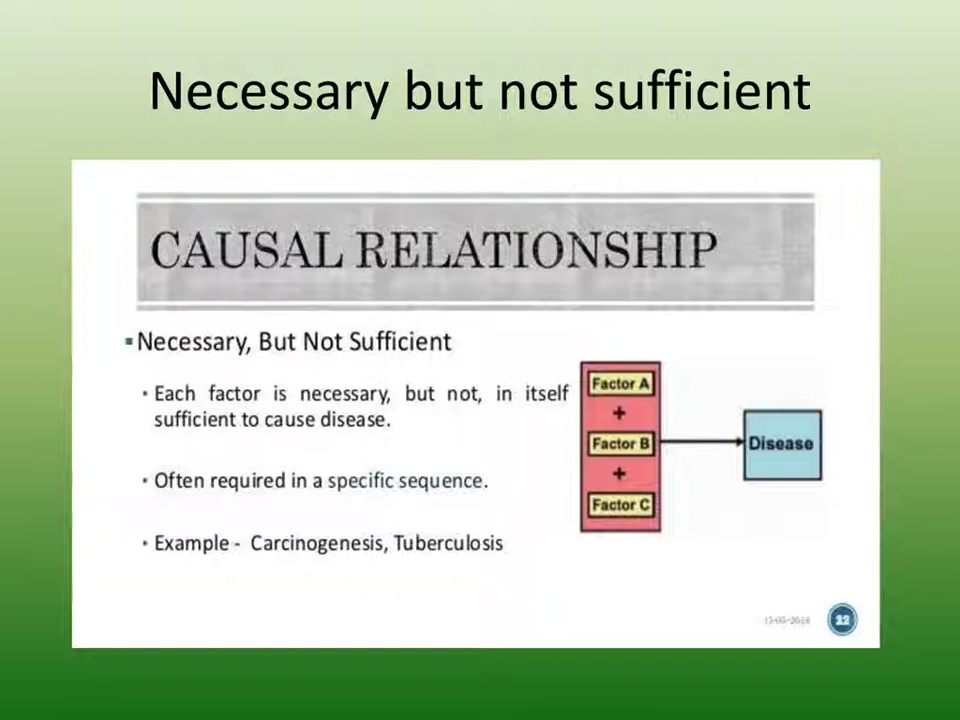 Necessary but not sufficient
CAUSAL RELATIONSHIP
Necessary, But Not Sufficient
Each factor is necessary, but not, in itself
sufficient to cause disease.
Often required in a specific sequence.
Example - Carcinogenesis, Tuberculosis
Factor A
+
Factor B
+
Factor C
Disease
22